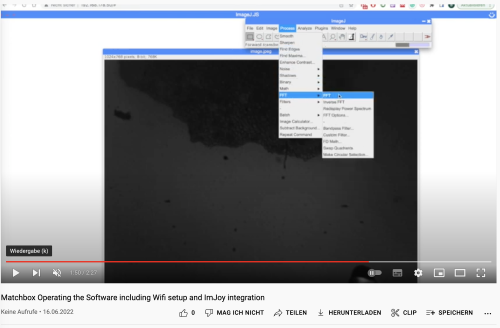 ImageJ.JS
ImageJ
File Edit Image Process Analyze Plugins Window Help
Smooth
Sharpen
Find Edges
Find Maxima...
Enhance Contrast...
Noise
Shadows
Binary
Math
FFT
Filters
Batch
Image Calculator...
Subtract Background...
Repeat Command
FFT
Inverse FFT
Redisplay Power Spectrum
FFT Options...
Bandpass Filter...
Custom Filter...
FD Math...
Swap Quadrants
Make Circular Selection...
Wiedergabe (k)
1:50 / 2:27
Matchbox Operating the Software including Wifi setup and ImJoy integration
Keine Aufrufe • 16.06.2022
0 MAG ICH NICHT TEILEN HERUNTERLADEN CLIP SPEICHERN